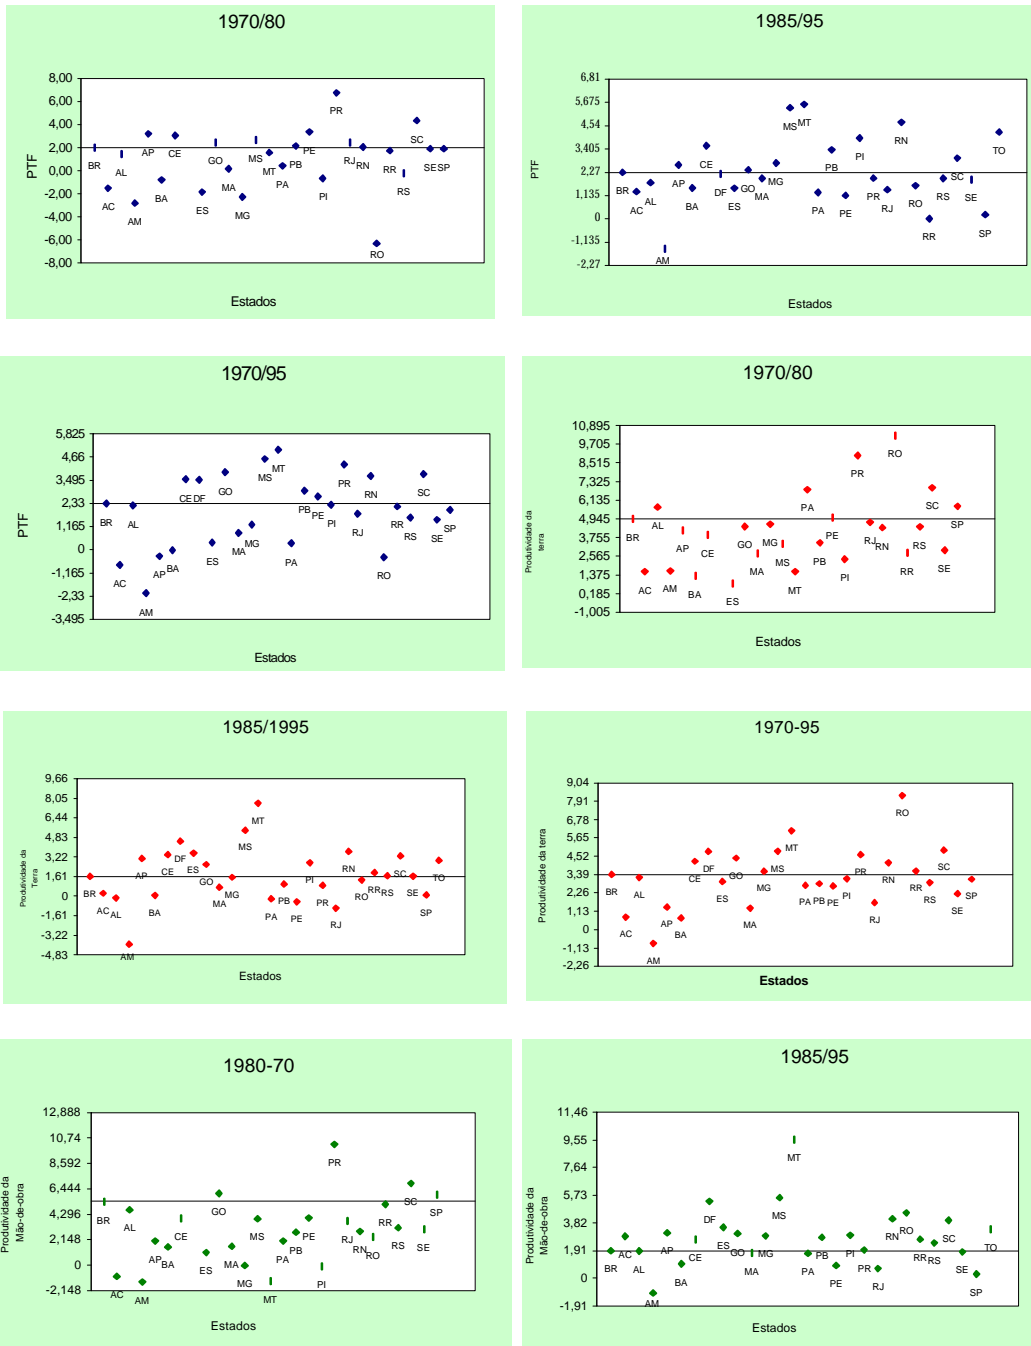 1970/80
8,00
6,00
4,00
2,00
0,00
-2,00
-4,00
-6,00
-8,00
PTF
BR
AC
AL
AM
AP
BA
CE
ES
GO
MA
MG
MS
MT
PA
PB
PE
PI
PR
RJ
RN
RO
RR
RS
SC
SE
SP
Estados
1985/95
6,81
5,675
4,54
3,405
2,27
1,135
0
-1,135
-2,27
PTF
BR
AC
AL
AM
AP
BA
CE
DF
ES
GO
MA
MG
MS
MT
PA
PB
PE
PI
PR
RJ
RN
RO
RR
RS
SC
SE
SP
TO
Estados
1970/95
5,825
4,66
3,495
2,33
1,165
0
-1,165
-2,33
-3,495
PTF
BR
AC
AL
AM
AP
BA
CE
DF
ES
GO
MA
MG
MS
MT
PA
PB
PE
PI
PR
RJ
RN
RO
RR
RS
SC
SE
SP
Estados
1970/80
10,895
9,705
8,515
7,325
6,135
4,945
3,755
2,565
1,375
0,185
-1,005
Produtividade da
terra
BR
AC
AL
AM
AP
BA
CE
ES
GO
MA
MG
MS
MT
PA
PB
PE
PI
PR
RJ
RN
RO
RR
RS
SC
SE
SP
Estados
1985/1995
9,66
8,05
6,44
4,83
3,22
1,61
0
-1,61
-3,22
-4,83
Produtividade da
Terra
BR
AC
AL
AM
AP
BA
CE
DF
ES
GO
MA
MG
MS
MT
PA
PB
PE
PI
PR
RJ
RN
RO
RR
RS
SC
SE
SP
TO
Estados
1970-95
9,04
7,91
6,78
5,65
4,52
3,39
2,26
1,13
0
-1,13
-2,26
Produtividade da terra
BR
AC
AL
AM
AP
BA
CE
DF
ES
GO
MA
MG
MS
MT
PA
PB
PE
PI
PR
RJ
RN
RO
RR
RS
SC
SE
SP
Estados
1980-70
12,888
10,74
8,592
6,444
4,296
2,148
0
-2,148
Produtividade da
Mão-de-obra
BR
AC
AL
AM
AP
BA
CE
ES
GO
MA
MG
MS
MT
PA
PB
PE
PI
PR
RJ
RN
RO
RR
RS
SC
SE
SP
Estados
1985/95
11,46
9,55
7,64
5,73
3,82
1,91
0
-1,91
Produtividade da
Mão-de-obra
BR
AC
AL
AM
AP
BA
CE
DF
ES
GO
MA
MG
MS
MT
PA
PB
PE
PI
PR
RJ
RN
RO
RR
RS
SC
SE
SP
TO
Estados